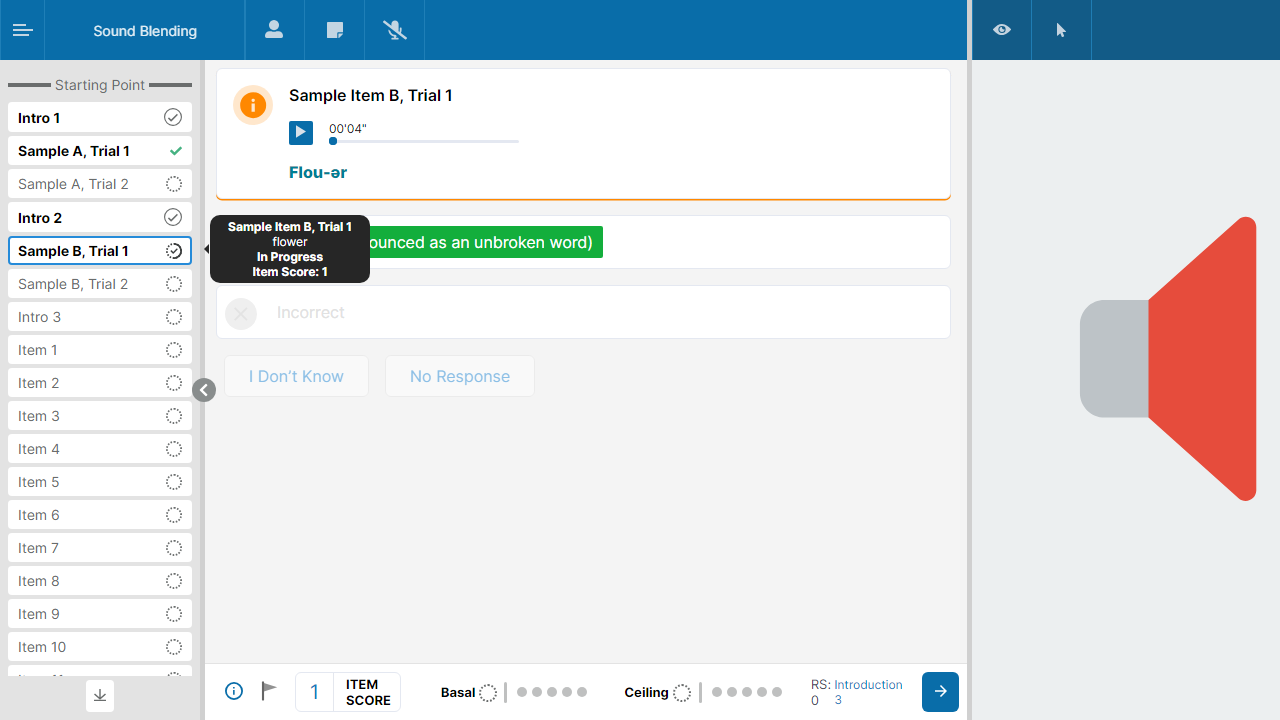 Sound Blending
Starting Point
Intro 1
Sample A, Trial 1
Sample A, Trial 2
Intro 2
Sample B, Trial 1
Sample B, Trial 2
Intro 3
Item 1
Item 2
Item 3
Item 4
Item 5
Item 6
Item 7
Item 8
Item 9
Item 10
Sample Item B, Trial 1
00'04"
Flou-ər
Sample Item B, Trial 1
flower
In Progress
Item Score: 1
ounced as an unbroken word)
Incorrect
I Don’t Know
No Response
1
ITEM
SCORE
Basal
Ceiling
RS: Introduction
0 3